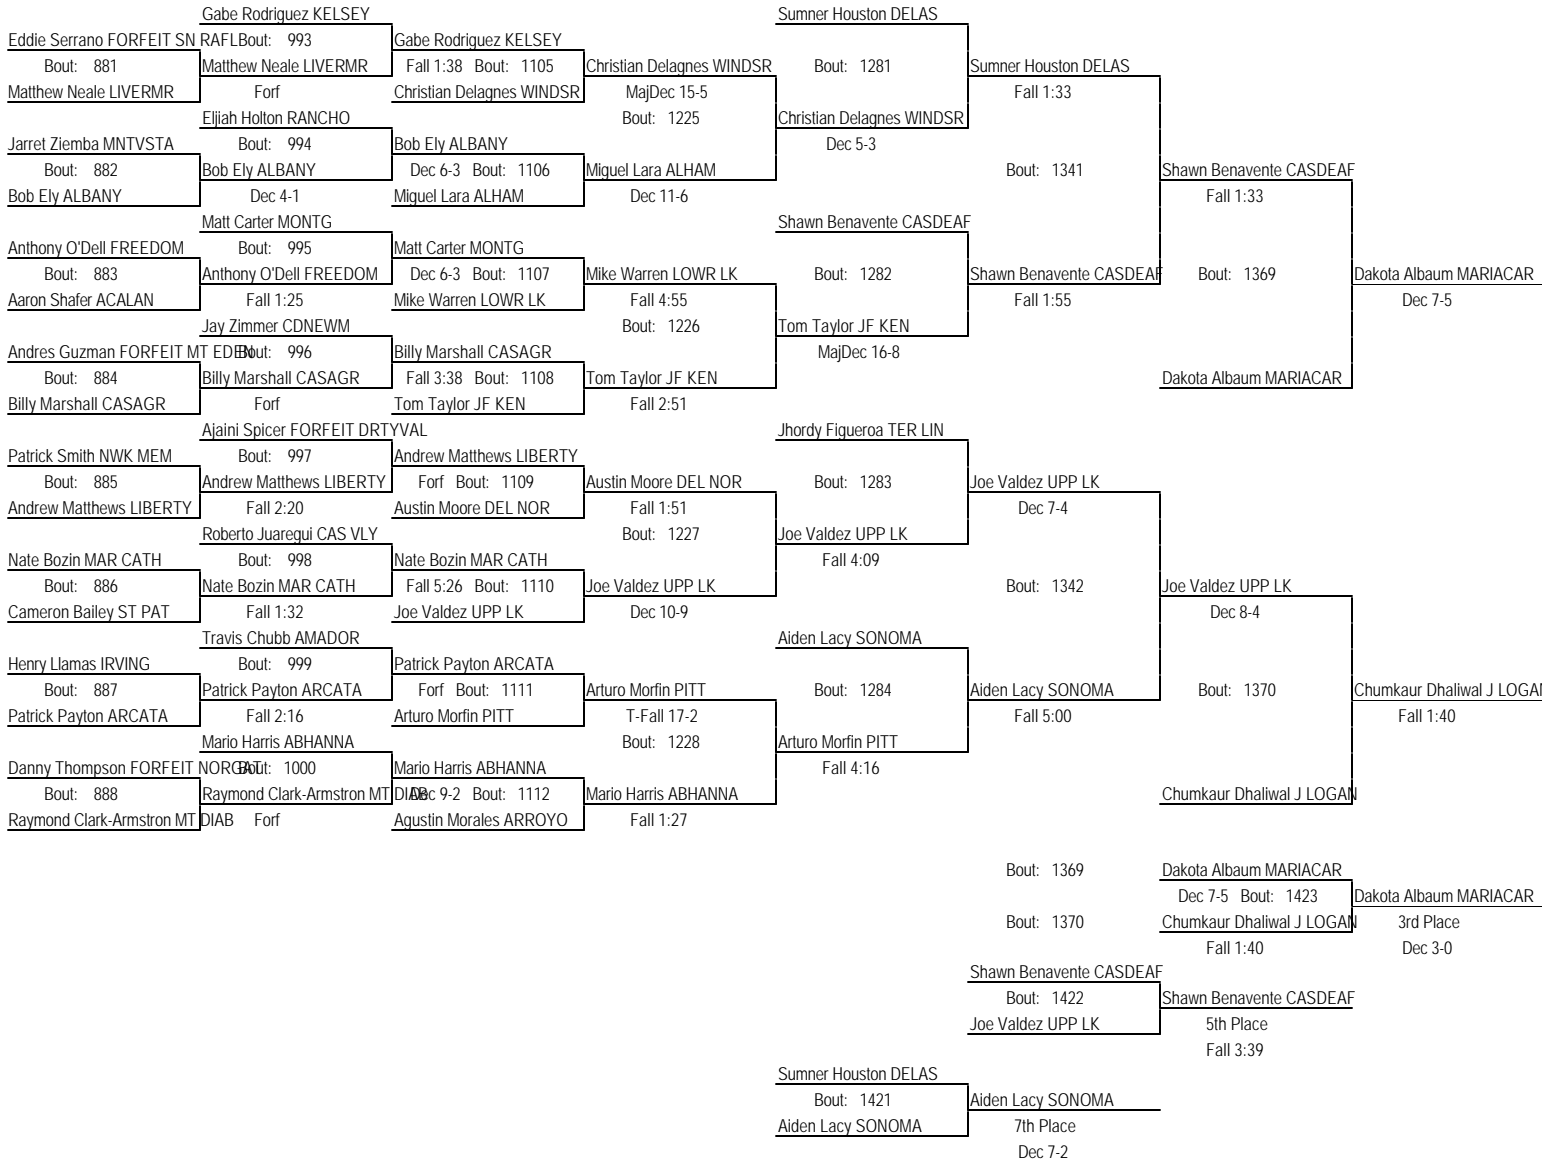 Gabe Rodriguez KELSEY
Sumner Houston DELAS
Eddie Serrano FORFEIT SN RAFL Bout: 993 Gabe Rodriguez KELSEY
Bout: 881 Matthew Neale LIVERMR Fall 1:38 Bout: 1105 Christian Delagnes WINDSR Bout: 1281 Sumner Houston DELAS
Matthew Neale LIVERMR Forf Christian Delagnes WINDSR MajDec 15-5 Fall 1:33
Eljiah Holton RANCHO Bout: 1225 Christian Delagnes WINDSR
Jarret Ziemba MNTVSTA Bout: 994 Bob Ely ALBANY Dec 5-3
Bout: 882 Bob Ely ALBANY Dec 6-3 Bout: 1106 Miguel Lara ALHAM Bout: 1341 Shawn Benavente CASDEAF
Bob Ely ALBANY Dec 4-1 Miguel Lara ALHAM Dec 11-6 Fall 1:33
Matt Carter MONTG Shawn Benavente CASDEAF
Anthony O'Dell FREEDOM Bout: 995 Matt Carter MONTG
Bout: 883 Anthony O'Dell FREEDOM Dec 6-3 Bout: 1107 Mike Warren LOWR LK Bout: 1282 Shawn Benavente CASDEAF Bout: 1369 Dakota Albaum MARIACAR
Aaron Shafer ACALAN Fall 1:25 Mike Warren LOWR LK Fall 4:55 Fall 1:55 Dec 7-5
Jay Zimmer CDNEWM Bout: 1226 Tom Taylor JF KEN
Andres Guzman FORFEIT MT EDEN Bout: 996 Billy Marshall CASAGR MajDec 16-8
Bout: 884 Billy Marshall CASAGR Fall 3:38 Bout: 1108 Tom Taylor JF KEN Dakota Albaum MARIACAR
Billy Marshall CASAGR Forf Tom Taylor JF KEN Fall 2:51
Ajaini Spicer FORFEIT DRTYVAL Jhordy Figueroa TER LIN
Patrick Smith NWK MEM Bout: 997 Andrew Matthews LIBERTY
Bout: 885 Andrew Matthews LIBERTY Forf Bout: 1109 Austin Moore DEL NOR Bout: 1283 Joe Valdez UPP LK
Andrew Matthews LIBERTY Fall 2:20 Austin Moore DEL NOR Fall 1:51 Dec 7-4
Roberto Juaregui CAS VLY Bout: 1227 Joe Valdez UPP LK
Nate Bozin MAR CATH Bout: 998 Nate Bozin MAR CATH Fall 4:09
Bout: 886 Nate Bozin MAR CATH Fall 5:26 Bout: 1110 Joe Valdez UPP LK Bout: 1342 Joe Valdez UPP LK
Cameron Bailey ST PAT Fall 1:32 Joe Valdez UPP LK Dec 10-9 Dec 8-4
Travis Chubb AMADOR Aiden Lacy SONOMA
Henry Llamas IRVING Bout: 999 Patrick Payton ARCATA
Bout: 887 Patrick Payton ARCATA Forf Bout: 1111 Arturo Morfin PITT Bout: 1284 Aiden Lacy SONOMA Bout: 1370 Chumkaur Dhaliwal J LOGAN
Patrick Payton ARCATA Fall 2:16 Arturo Morfin PITT T-Fall 17-2 Fall 5:00 Fall 1:40
Mario Harris ABHANNA Bout: 1228 Arturo Morfin PITT
Danny Thompson FORFEIT NORGAT Bout: 1000 Mario Harris ABHANNA Fall 4:16
Bout: 888 Raymond Clark-Armstron MT DIAB Dec 9-2 Bout: 1112 Mario Harris ABHANNA Chumkaur Dhaliwal J LOGAN
Raymond Clark-Armstron MT DIAB Forf Agustin Morales ARROYO Fall 1:27
Bout: 1369 Dakota Albaum MARIACAR
Dec 7-5 Bout: 1423 Dakota Albaum MARIACAR
Bout: 1370 Chumkaur Dhaliwal J LOGAN 3rd Place
Fall 1:40 Dec 3-0
Shawn Benavente CASDEAF
Bout: 1422 Shawn Benavente CASDEAF
Joe Valdez UPP LK 5th Place
Fall 3:39
Sumner Houston DELAS
Bout: 1421 Aiden Lacy SONOMA
Aiden Lacy SONOMA 7th Place
Dec 7-2